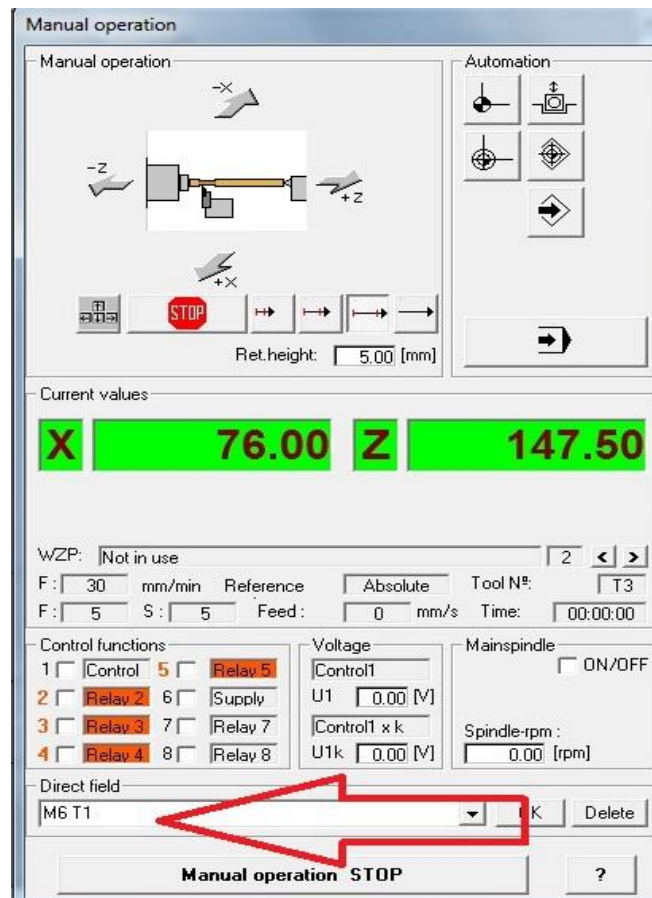 Manual operation
Manual operation
Automation
-X
-Z
+Z
+X
STOP
Ret.height: 5.00 [mm]
Current values
X 76.00 Z 147.50
WZP: Not in use 2 < >
F: 30 mm/min Reference Absolute Tool Nº: T3
F: 5 S: 5 Feed: 0 mm/s Time: 00:00:00
Control functions
1 Control 5 Relay 5
2 Relay 2 6 Supply
3 Relay 3 7 Relay 7
4 Relay 4 8 Relay 8
Voltage
Control1
U1 0.00 [V]
Control1 x k
U1k 0.00 [V]
Mainspindle
ON/OFF
Spindle-rpm :
0.00 [rpm]
Direct field
M6 T1 K Delete
Manual operation STOP ?